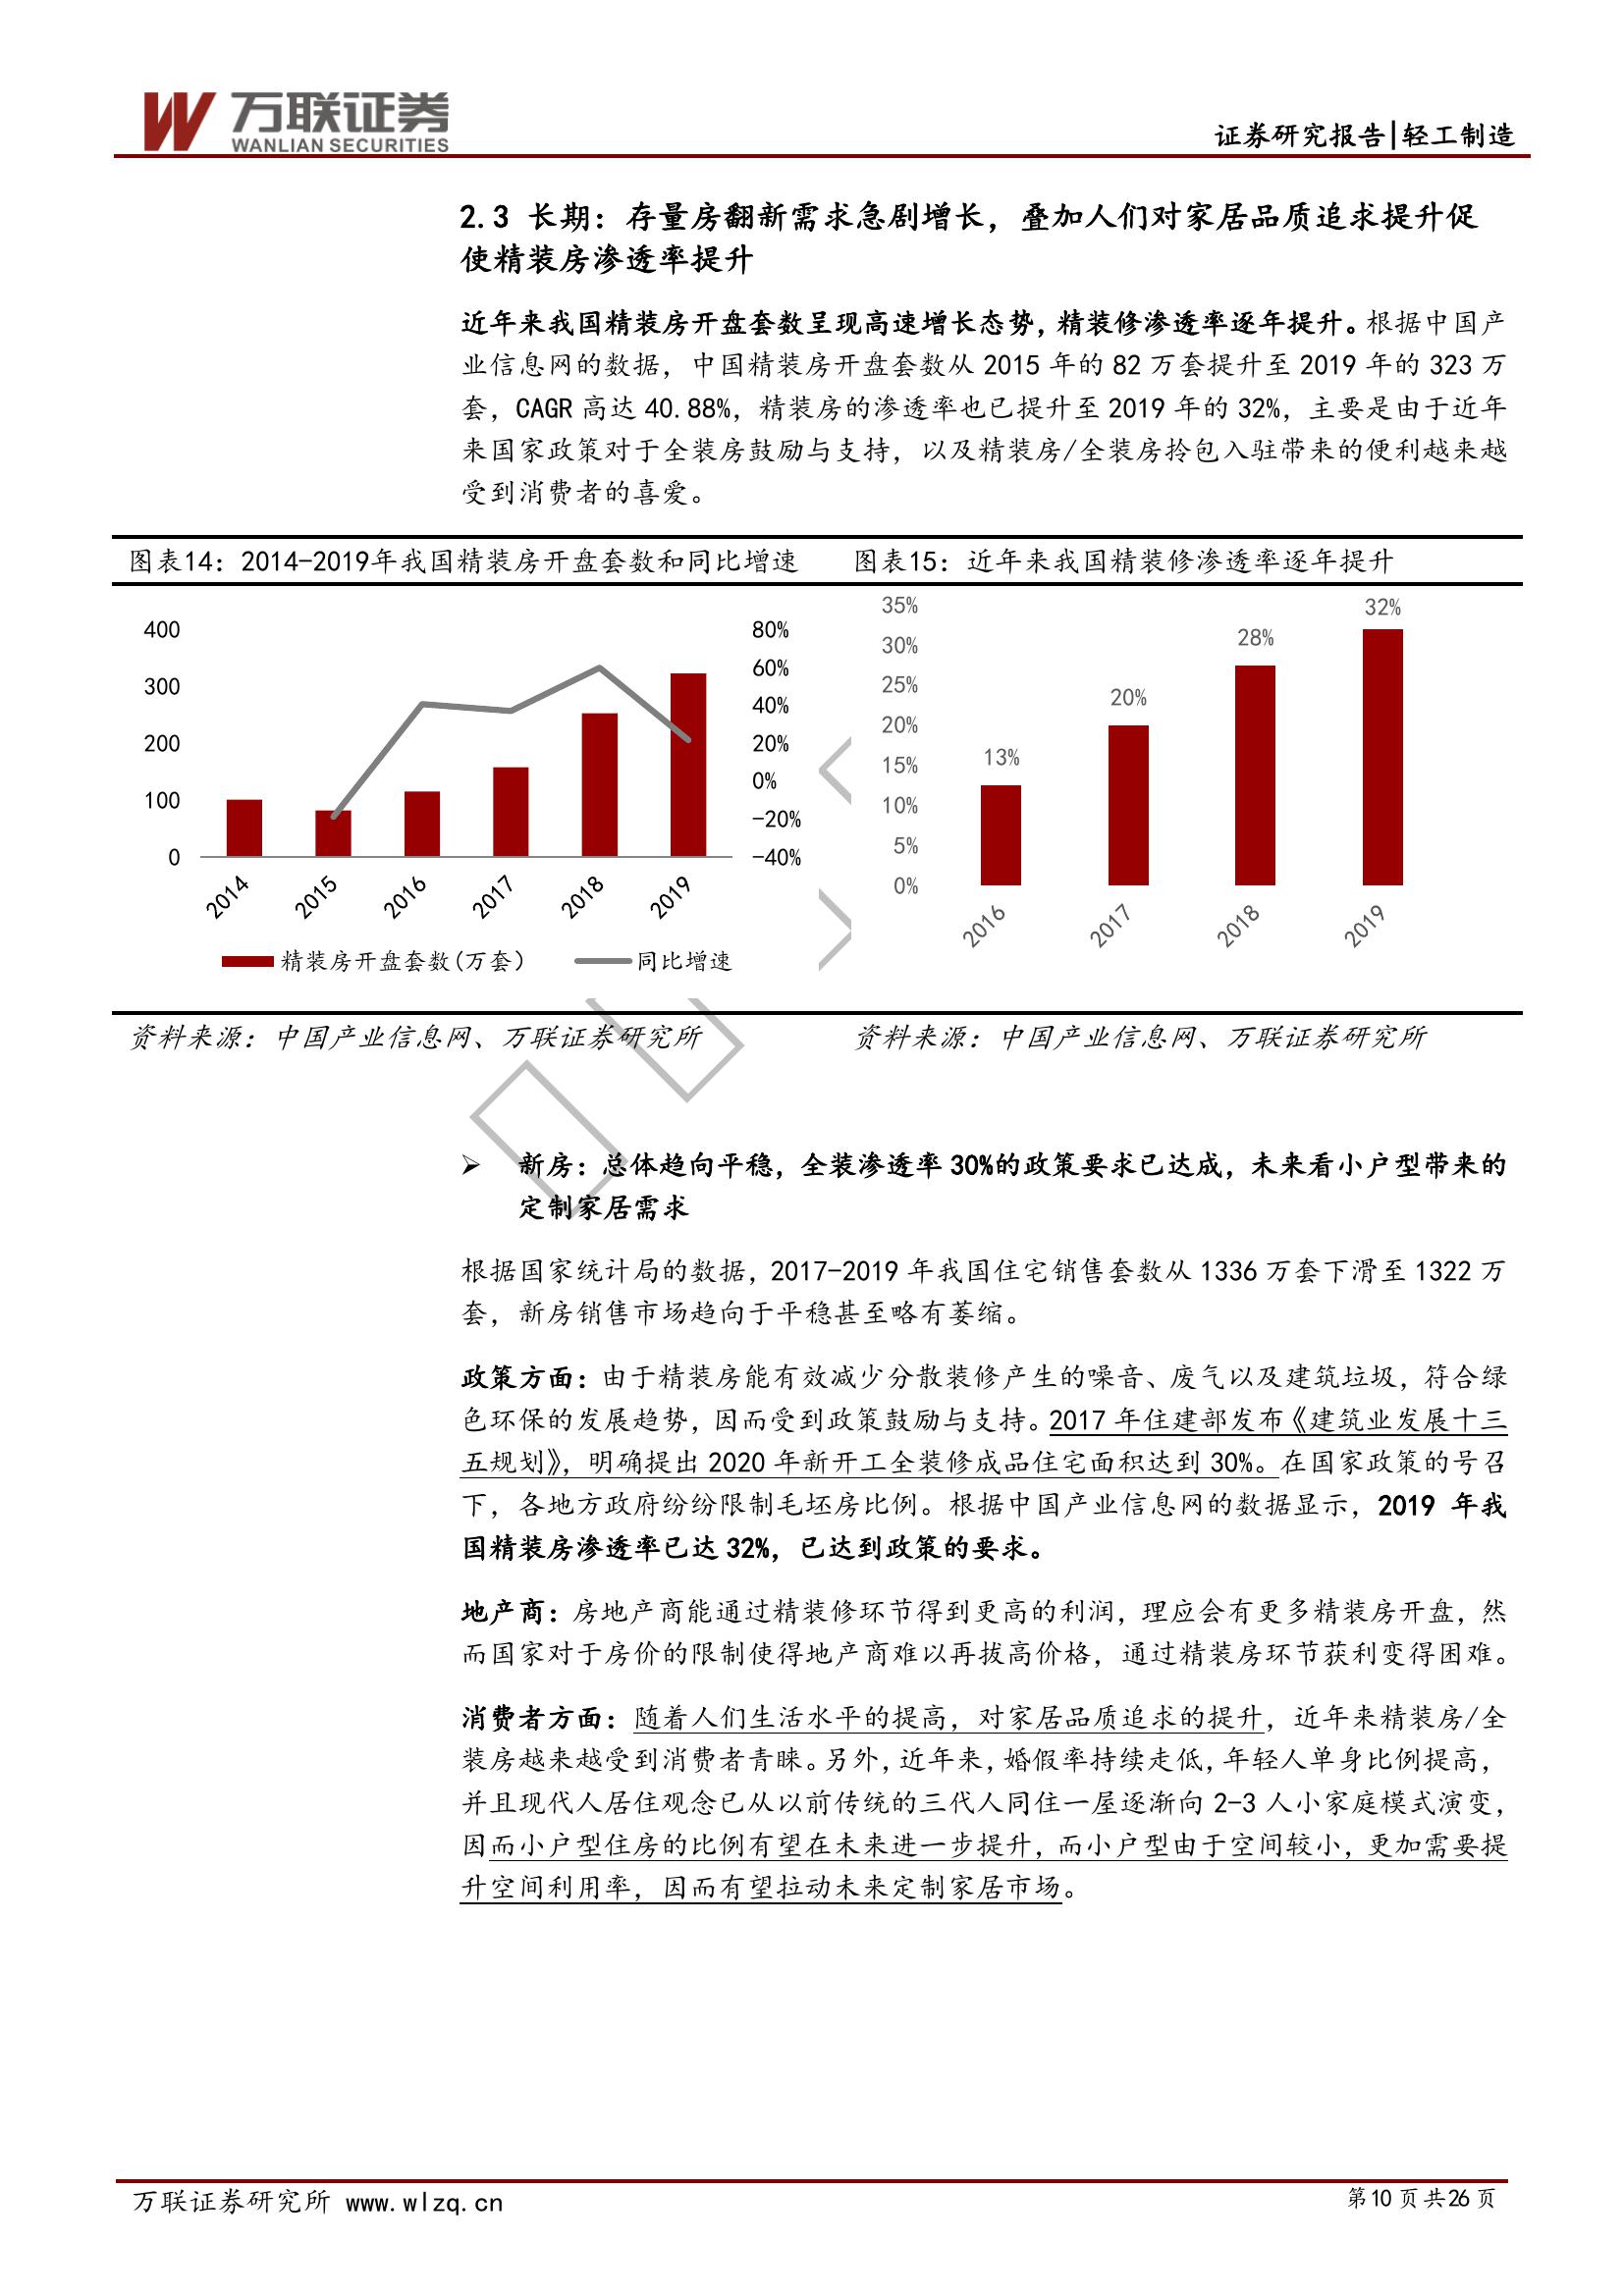 万联证券
WANLIAN SECURITIES
证券研究报告|轻工制造
2.3 长期：存量房翻新需求急剧增长，叠加人们对家居品质追求提升促
使精装房渗透率提升
近年来我国精装房开盘套数呈现高速增长态势，精装修渗透率逐年提升。根据中国产
业信息网的数据，中国精装房开盘套数从 2015 年的 82 万套提升至 2019 年的 323 万
套，CAGR 高达 40.88%，精装房的渗透率也已提升至 2019 年的 32%，主要是由于近年
来国家政策对于全装房鼓励与支持，以及精装房/全装房拎包入驻带来的便利越来越
受到消费者的喜爱。
图表14：2014-2019年我国精装房开盘套数和同比增速
400
300
200
100
0
80%
60%
40%
20%
0%
-20%
-40%
2014
2015
2016
2017
2018
2019
精装房开盘套数(万套)
同比增速
资料来源：中国产业信息网、万联证券研究所
图表15：近年来我国精装修渗透率逐年提升
35%
30%
25%
20%
15%
10%
5%
0%
13%
20%
28%
32%
2016
2017
2018
2019
资料来源：中国产业信息网、万联证券研究所
➢ 新房：总体趋向平稳，全装渗透率 30%的政策要求已达成，未来看小户型带来的
定制家居需求
根据国家统计局的数据，2017-2019 年我国住宅销售套数从 1336 万套下滑至 1322 万
套，新房销售市场趋向于平稳甚至略有萎缩。
政策方面：由于精装房能有效减少分散装修产生的噪音、废气以及建筑垃圾，符合绿
色环保的发展趋势，因而受到政策鼓励与支持。2017 年住建部发布《建筑业发展十三
五规划》，明确提出 2020 年新开工全装修成品住宅面积达到 30%。在国家政策的号召
下，各地方政府纷纷限制毛坯房比例。根据中国产业信息网的数据显示，2019 年我
国精装房渗透率已达 32%，已达到政策的要求。
地产商：房地产商能通过精装修环节得到更高的利润，理应会有更多精装房开盘，然
而国家对于房价的限制使得地产商难以再拔高价格，通过精装房环节获利变得困难。
消费者方面：随着人们生活水平的提高，对家居品质追求的提升，近年来精装房/全
装房越来越受到消费者青睐。另外，近年来，婚假率持续走低，年轻人单身比例提高，
并且现代人居住观念已从以前传统的三代人同住一屋逐渐向 2-3 人小家庭模式演变，
因而小户型住房的比例有望在未来进一步提升，而小户型由于空间较小，更加需要提
升空间利用率，因而有望拉动未来定制家居市场。
万联证券研究所 www.wlzq.cn
第10 页 共26 页